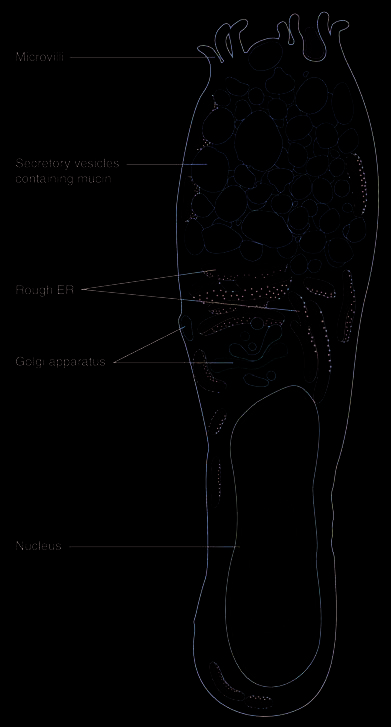 Microvilli
Secretory vesicles
containing mucin
Rough ER
Golgi apparatus
Nucleus